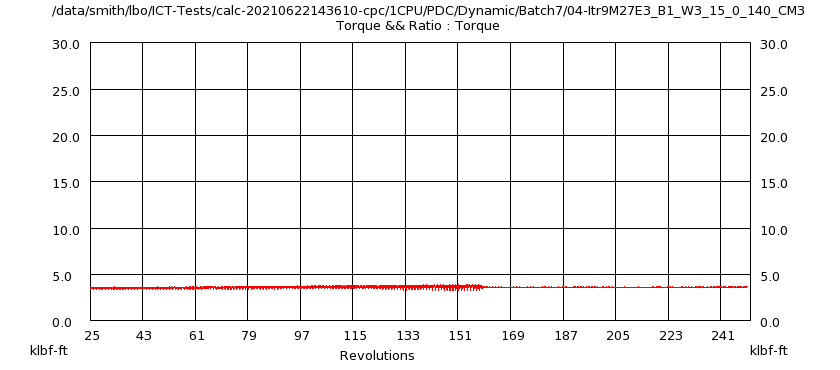 /data/smith/lbo/ICT-Tests/calc-20210622143610-cpc/1CPU/PDC/Dynamic/Batch7/04-Itr9M27E3_B1_W3_15_0_140_CM3
Torque && Ratio : Torque
30.0 30.0
25.0 25.0
20.0 20.0
15.0 15.0
10.0 10.0
5.0 5.0
0.0 0.0
25 43 61 79 97 115 133 151 169 187 205 223 241
klbf-ft Revolutions klbf-ft